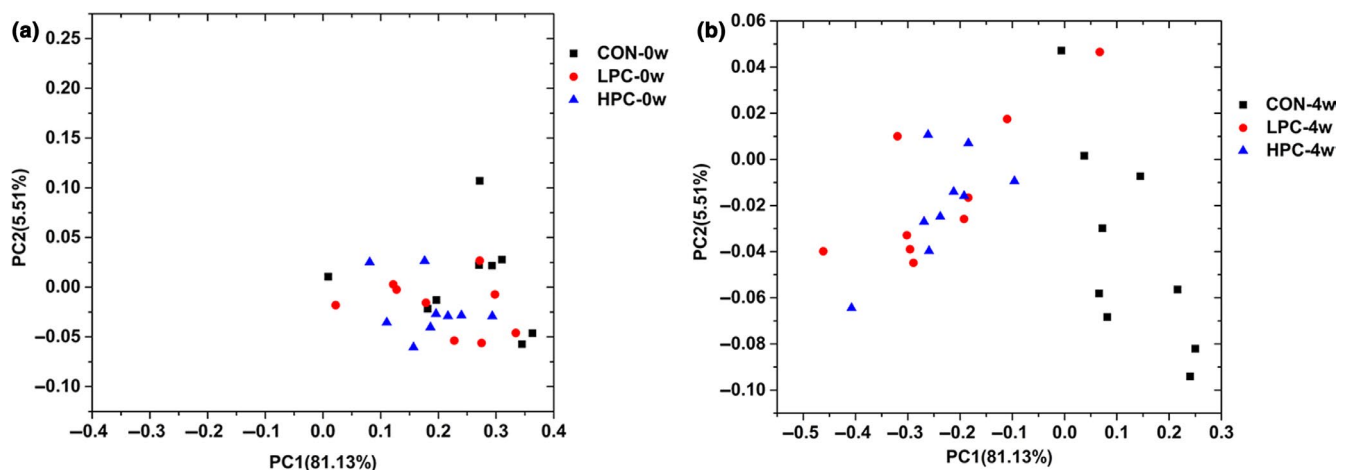 (a)
0.25
0.20
0.15
0.10
0.05
0.00
−0.05
−0.10
PC2(5.51%)
−0.4 −0.3 −0.2 −0.1 0.0 0.1 0.2 0.3 0.4
PC1(81.13%)
CON-0w
LPC-0w
HPC-0w
(b)
0.06
0.04
0.02
0.00
−0.02
−0.04
−0.06
−0.08
−0.10
PC2(5.51%)
−0.5 −0.4 −0.3 −0.2 −0.1 0.0 0.1 0.2 0.3
PC1(81.13%)
CON-4w
LPC-4w
HPC-4w